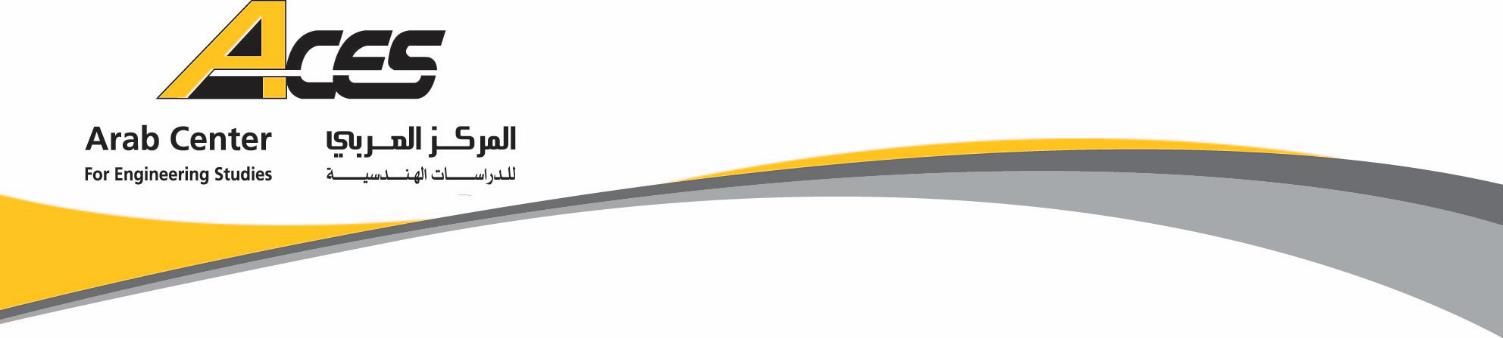 ACES
Arab Center
For Engineering Studies
المركز العربي
للدراسات الهندسية